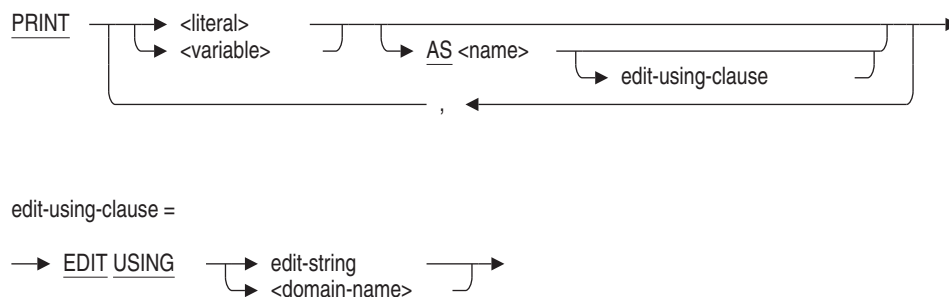 PRINT <literal>
<variable> AS <name>
edit-using-clause
,
edit-using-clause =
EDIT USING edit-string
<domain-name>